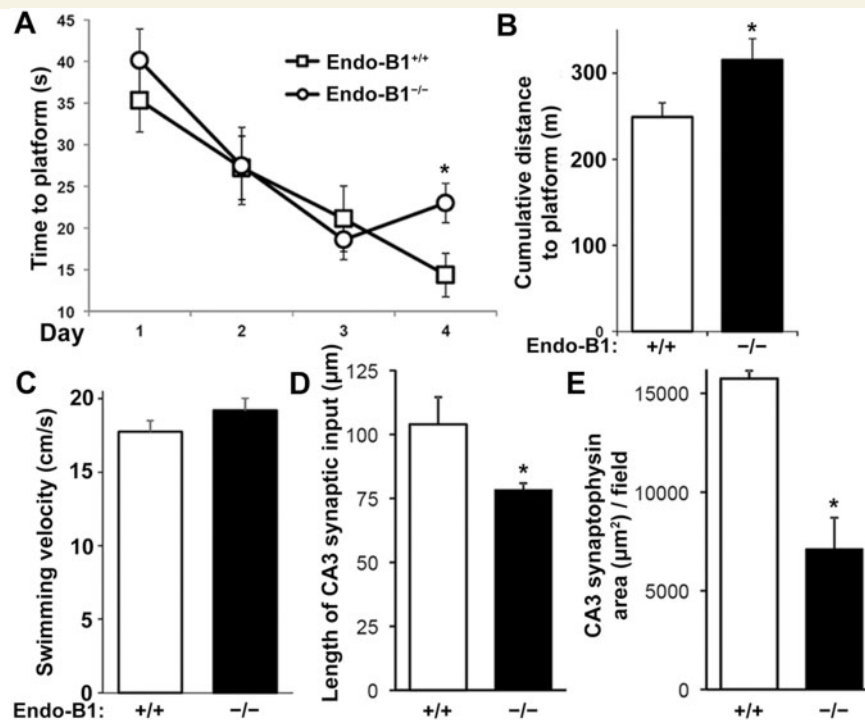 A
Time to platform (s)
45
40
35
30
25
20
15
10
Endo-B1+/+
Endo-B1−/−
*
Day 1 2 3 4
B
Cumulative distance
to platform (m)
300
200
100
0
*
Endo-B1: +/+ −/−
C
Swimming velocity (cm/s)
20
15
10
5
0
Endo-B1: +/+ −/−
D
Length of CA3 synaptic input (µm)
125
100
75
50
25
0
*
+/+ −/−
E
CA3 synaptophysin
area (µm²) / field
15000
10000
5000
0
*
+/+ −/−